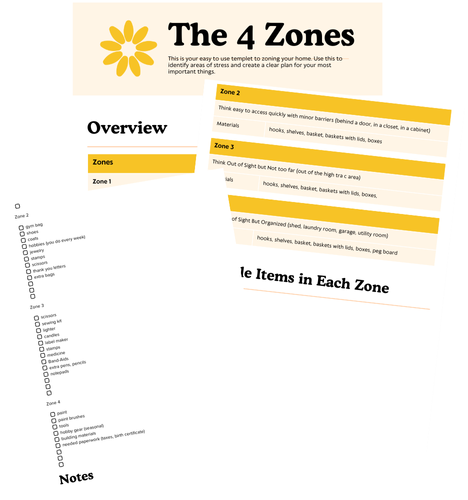 The 4 Zones
This is your easy to use templet to zoning your home. Use this to
identify areas of stress and create a clear plan for your most
important things.
Overview
Zones
Zone 1
Zone 2
Think easy to access quickly with minor barriers (behind a door, in a closet, in a cabinet)
Materials hooks, shelves, basket, baskets with lids, boxes
Zone 3
Think Out of Sight but Not too far (out of the high tra c area)
ials hooks, shelves, basket, baskets with lids, boxes,
of Sight But Organized (shed, laundry room, garage, utility room)
hooks, shelves, basket, baskets with lids, boxes, peg board
le Items in Each Zone
Zone 2
gym bag
shoes
coats
hobbies (you do every week)
jewelry
stamps
scissors
thank you letters
extra bags
Zone 3
scissors
sewing kit
lighter
candles
label maker
stamps
medicine
Band-Aids
extra pens, pencils
notepads
Zone 4
paint
paint brushes
tools
hobby gear (seasonal)
building materials
needed paperwork (taxes, birth certificate)
Notes